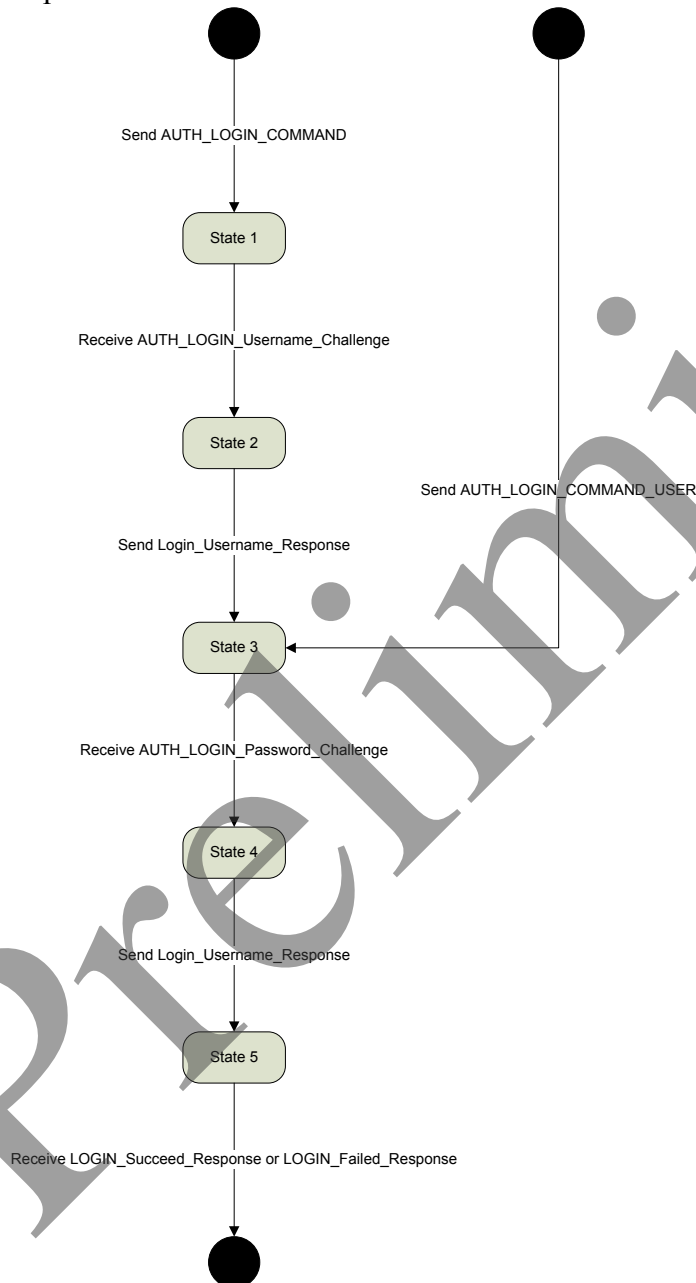 Send AUTH_LOGIN_COMMAND
State 1
Receive AUTH_LOGIN_Username_Challenge
State 2
Send AUTH_LOGIN_COMMAND_USER
Send Login_Username_Response
State 3
Receive AUTH_LOGIN_Password_Challenge
State 4
Send Login_Username_Response
State 5
Receive LOGIN_Succeed_Response or LOGIN_Failed_Response
Prelimi